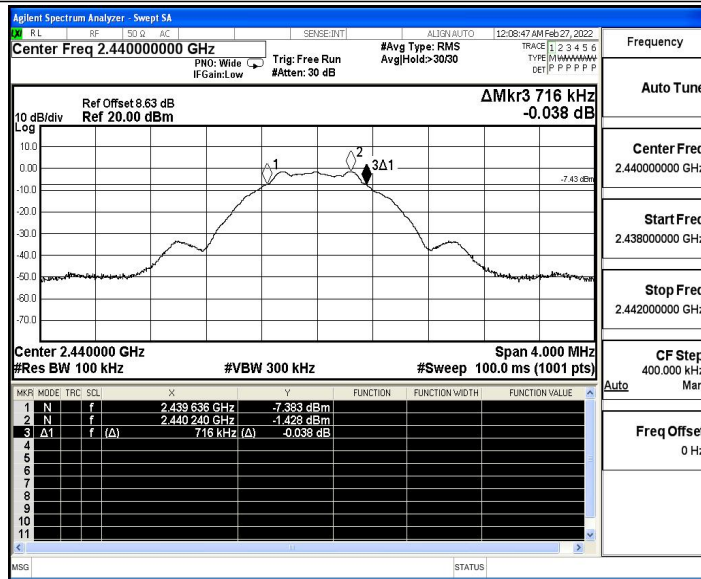 Agilent Spectrum Analyzer - Swept SA
RL RF 50 Ω AC SENSE:INT ALIGN AUTO 12:08:47 AM Feb 27, 2022
Center Freq 2.440000000 GHz
PNO: Wide
IFGain:Low
Trig: Free Run
#Atten: 30 dB
#Avg Type: RMS
Avg|Hold:>30/30
TRACE 1 2 3 4 5 6
TYPE MWWWWW
DET P P P P P P
Frequency
Auto Tune
Center Freq
2.440000000 GHz
Start Freq
2.438000000 GHz
Stop Freq
2.442000000 GHz
CF Step
400.000 kHz
Auto Man
Freq Offset
0 Hz
ΔMkr3 716 kHz
-0.038 dB
Ref Offset 8.63 dB
10 dB/div Ref 20.00 dBm
Log
10.0
0.00
-10.0
-20.0
-30.0
-40.0
-50.0
-60.0
-70.0
1
2
3Δ1
-7.43 dBm
Center 2.440000 GHz Span 4.000 MHz
#Res BW 100 kHz #VBW 300 kHz #Sweep 100.0 ms (1001 pts)
MKR MODE TRC SCL X Y FUNCTION FUNCTION WIDTH FUNCTION VALUE
1 N f 2.439 636 GHz -7.383 dBm
2 N f 2.440 240 GHz -1.428 dBm
3 Δ1 f (Δ) 716 kHz (Δ) -0.038 dB
4
5
6
7
8
9
10
11
MSG STATUS